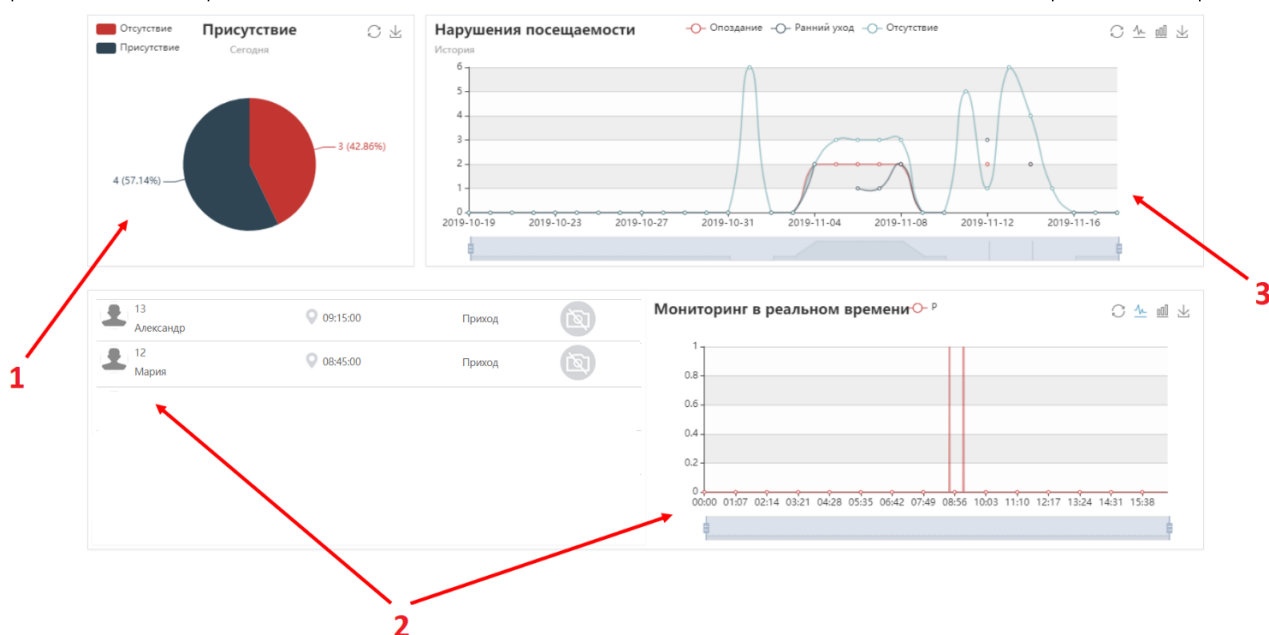 Отсутствие
Присутствие
Присутствие
Сегодня
3 (42.86%)
4 (57.14%)
Нарушения посещаемости
История
Опоздание
Ранний уход
Отсутствие
6
5
4
3
2
1
0
2019-10-19 2019-10-23 2019-10-27 2019-10-31 2019-11-04 2019-11-08 2019-11-12 2019-11-16
1
3
13
Александр
09:15:00
Приход
12
Мария
08:45:00
Приход
Мониторинг в реальном времени
P
1
0.8
0.6
0.4
0.2
0
00:00 01:07 02:14 03:21 04:28 05:35 06:42 07:49 08:56 10:03 11:10 12:17 13:24 14:31 15:38
2